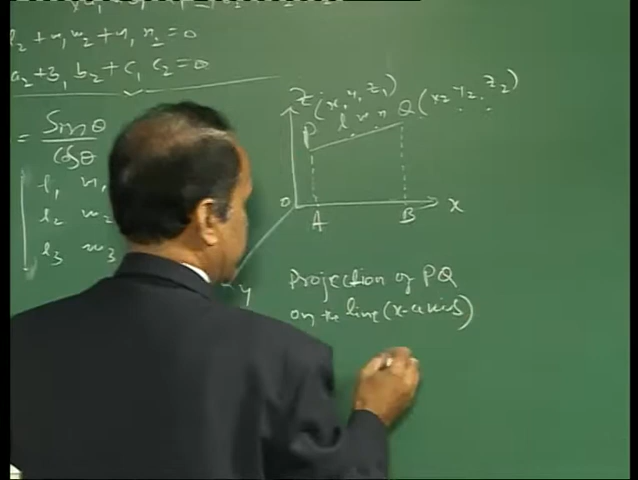 l₂ + m₁ m₂ + n₁ n₂ = 0
a₂ + b₁ b₂ + c₁ c₂ = 0
= Sinθ / Cosθ
l₁ m₁
l₂ m₂
l₃ m₃
Z (x₁ y₁ z₁) Q (x₂ y₂, z₂)
P l m n
O A B x
y
Projection of PQ
on the line (x-axis)